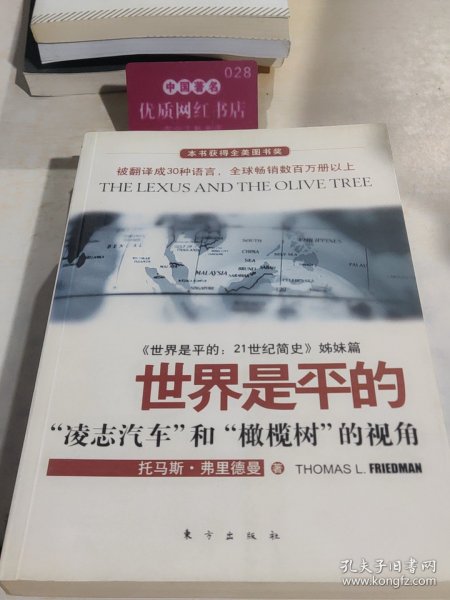 028
中国著名
优质网红书店
本书获得全美图书奖
被翻译成30种语言，全球畅销数百万册以上
THE LEXUS AND THE OLIVE TREE
SOUTH
CHINA
SEA
PHILIPPINES
MALAYSIA
BRUNEI
PALAU
SINGAPORE
《世界是平的：21世纪简史》姊妹篇
世界是平的
“凌志汽车”和“橄榄树”的视角
托马斯·弗里德曼 著 THOMAS L. FRIEDMAN
东方出版社
孔夫子旧书网
www.kongfz.com